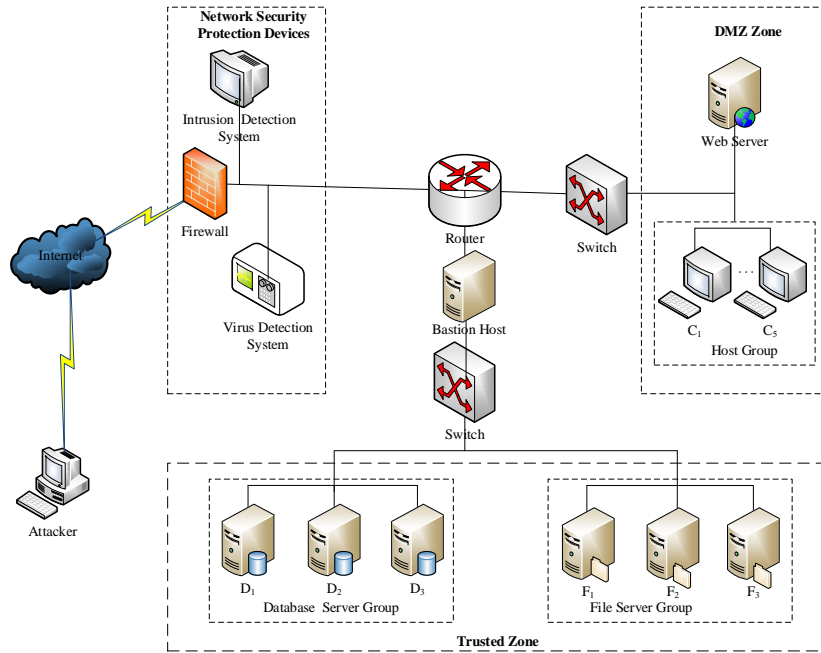 Network Security
Protection Devices
Intrusion Detection
System
Firewall
Virus Detection
System
Internet
Attacker
Router
Bastion Host
Switch
Switch
DMZ Zone
Web Server
...
C₁
C₅
Host Group
D₁
D₂
D₃
Database Server Group
F₁
F₂
F₃
File Server Group
Trusted Zone